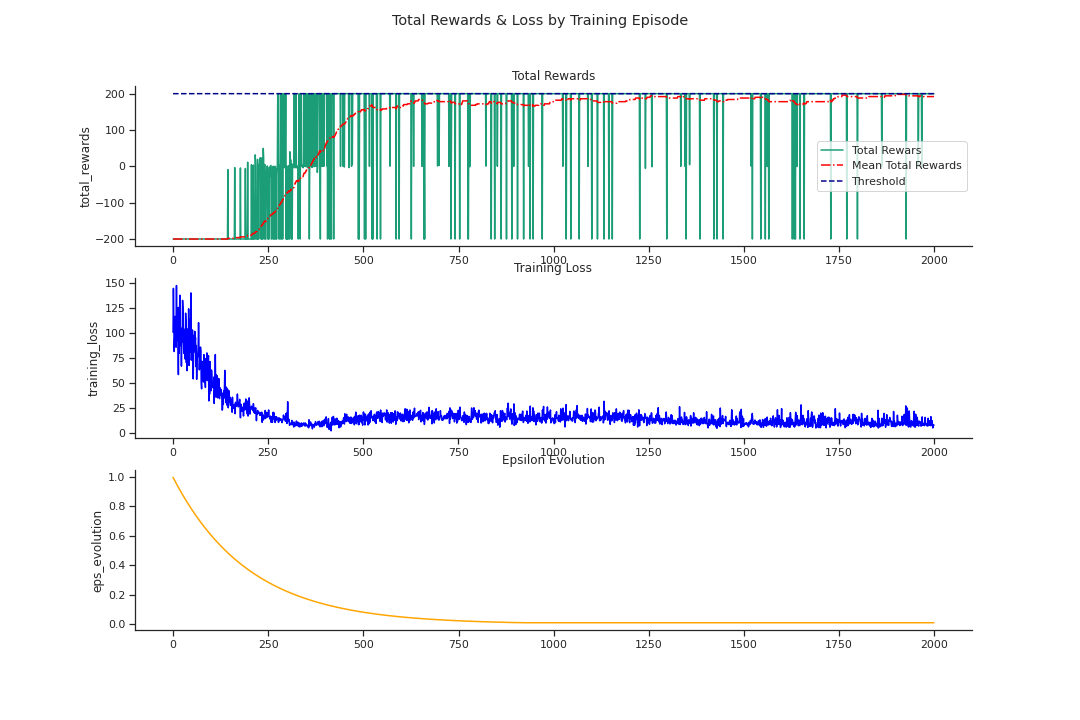 Total Rewards & Loss by Training Episode
Total Rewards
200
100
0
−100
−200
total_rewards
Total Rewars
Mean Total Rewards
Threshold
0 250 500 750 1000 1250 1500 1750 2000
Training Loss
150
125
100
75
50
25
0
training_loss
0 250 500 750 1000 1250 1500 1750 2000
Epsilon Evolution
1.0
0.8
0.6
0.4
0.2
0.0
eps_evolution
0 250 500 750 1000 1250 1500 1750 2000